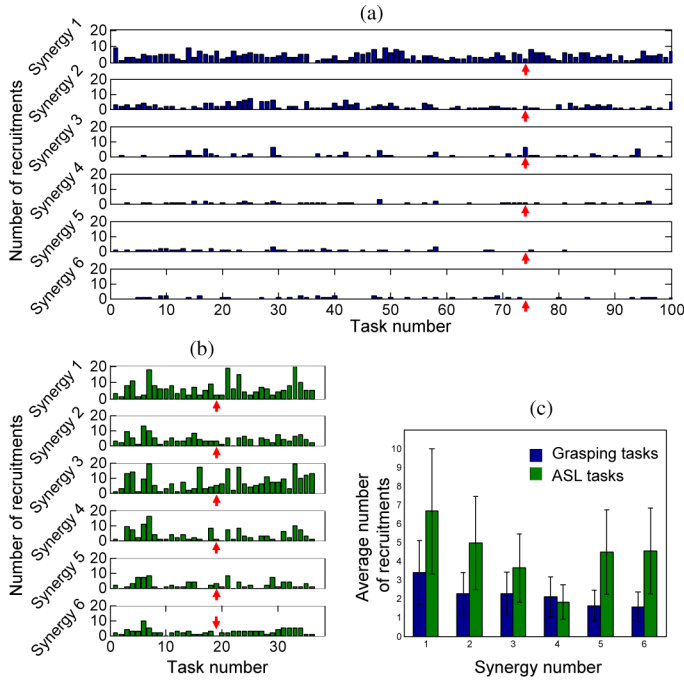 (a)
Number of recruitments
Synergy 1
20
10
0
Synergy 2
20
10
0
Synergy 3
20
10
0
Synergy 4
20
10
0
Synergy 5
20
10
0
Synergy 6
20
10
0
0 10 20 30 40 50 60 70 80 90 100
Task number
(b)
Number of recruitments
Synergy 1
20
10
0
Synergy 2
20
10
0
Synergy 3
20
10
0
Synergy 4
20
10
0
Synergy 5
20
10
0
Synergy 6
20
10
0
0 10 20 30
Task number
(c)
Average number
of recruitments
10
9
8
7
6
5
4
3
2
1
0
Grasping tasks
ASL tasks
1 2 3 4 5 6
Synergy number